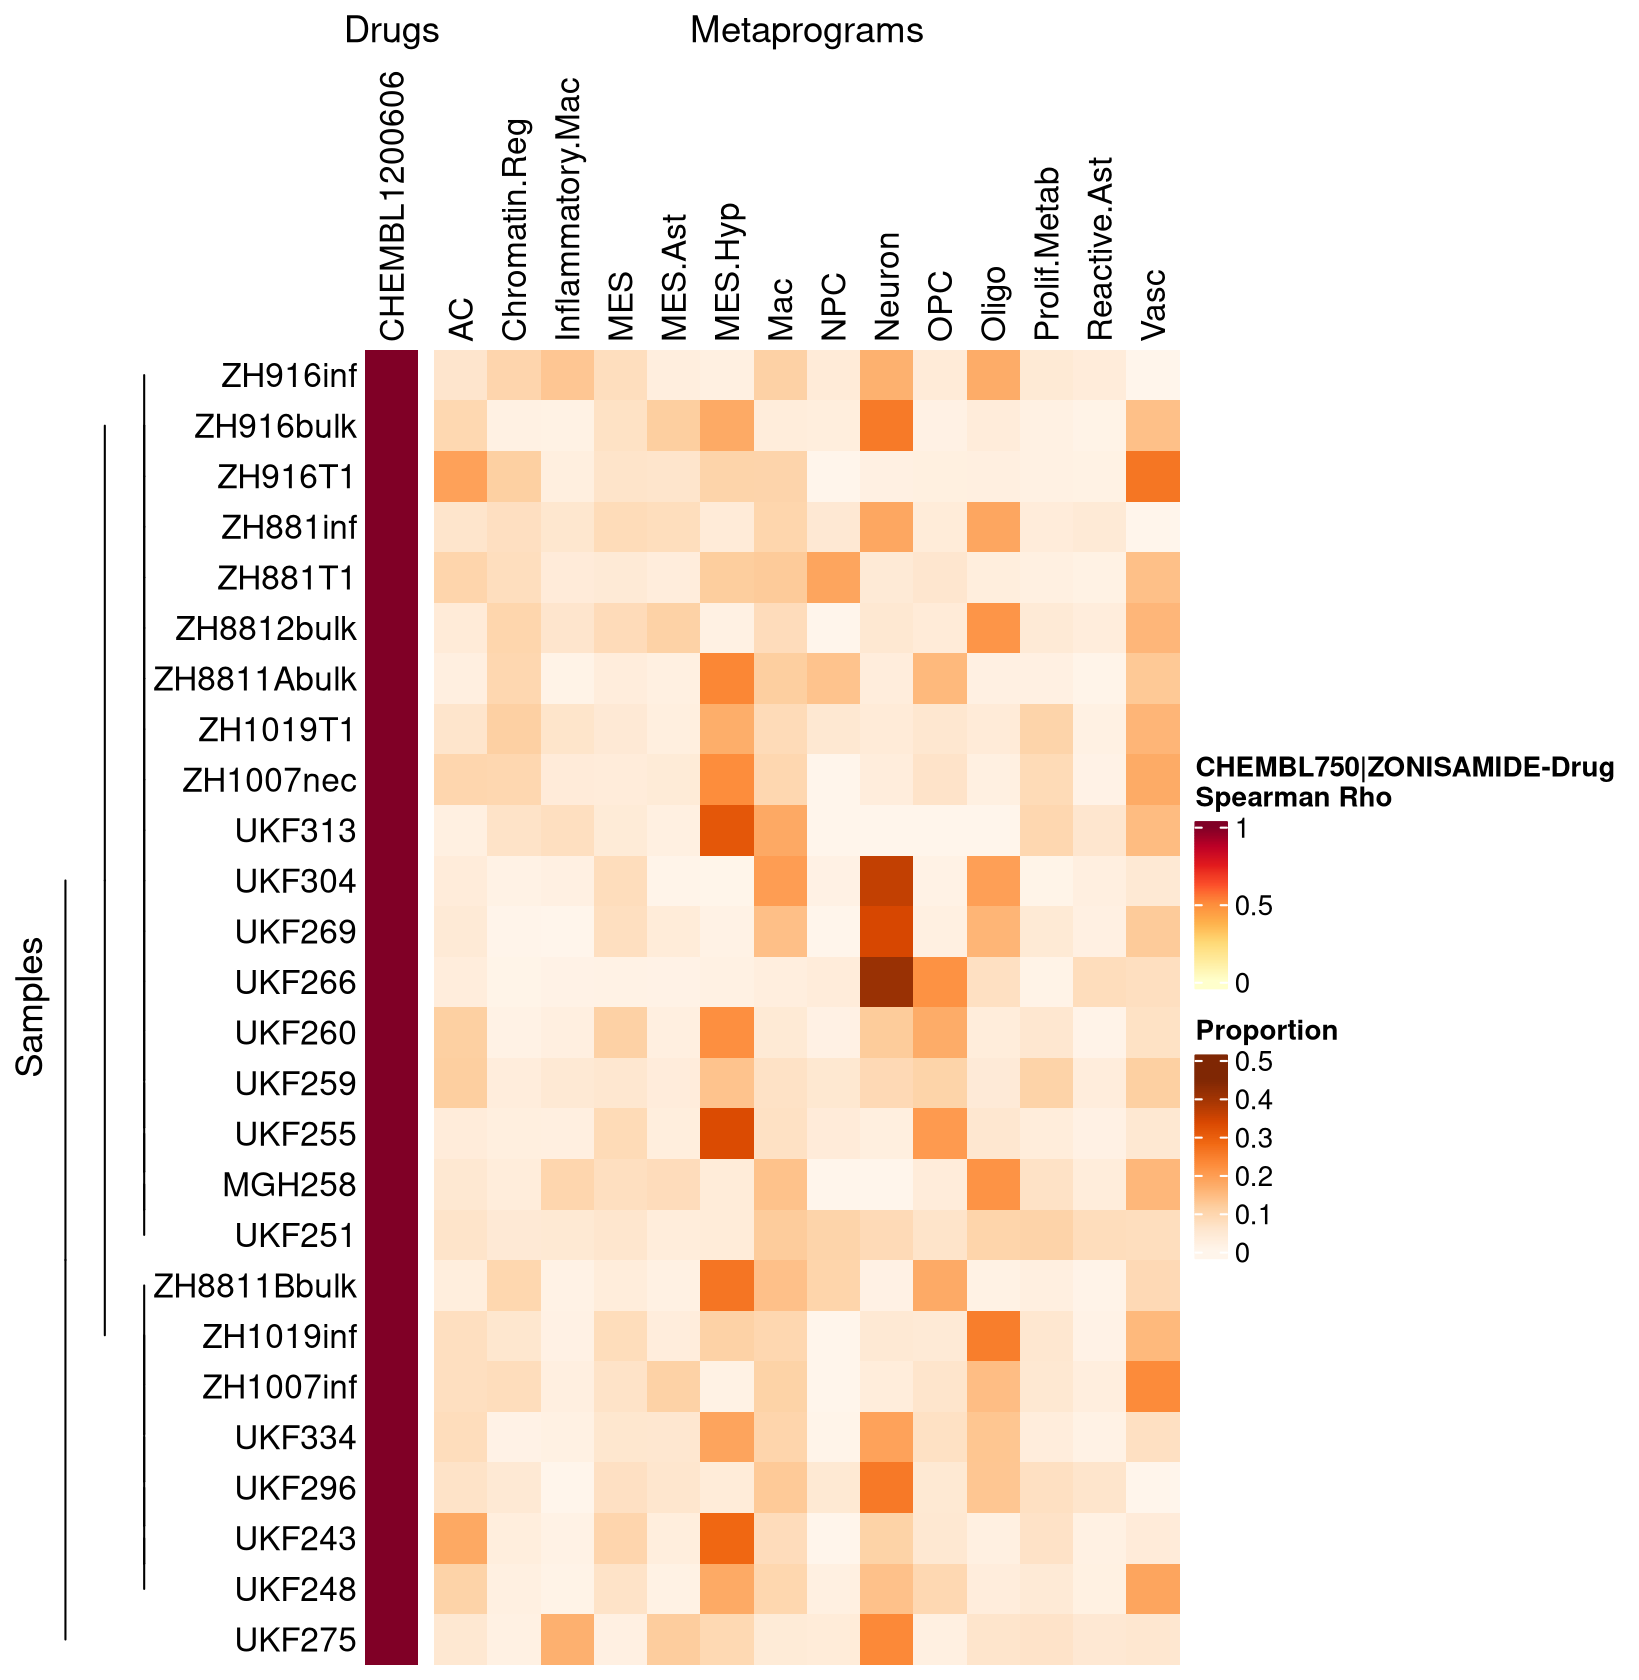 Drugs
Metaprograms
CHEMBL1200606
AC
Chromatin.Reg
Inflammatory.Mac
MES
MES.Ast
MES.Hyp
Mac
NPC
Neuron
OPC
Oligo
Prolif.Metab
Reactive.Ast
Vasc
Samples
ZH916inf
ZH916bulk
ZH916T1
ZH881inf
ZH881T1
ZH8812bulk
ZH8811Abulk
ZH1019T1
ZH1007nec
UKF313
UKF304
UKF269
UKF266
UKF260
UKF259
UKF255
MGH258
UKF251
ZH8811Bbulk
ZH1019inf
ZH1007inf
UKF334
UKF296
UKF243
UKF248
UKF275
CHEMBL750|ZONISAMIDE-Drug
Spearman Rho
1
0.5
0
Proportion
0.5
0.4
0.3
0.2
0.1
0